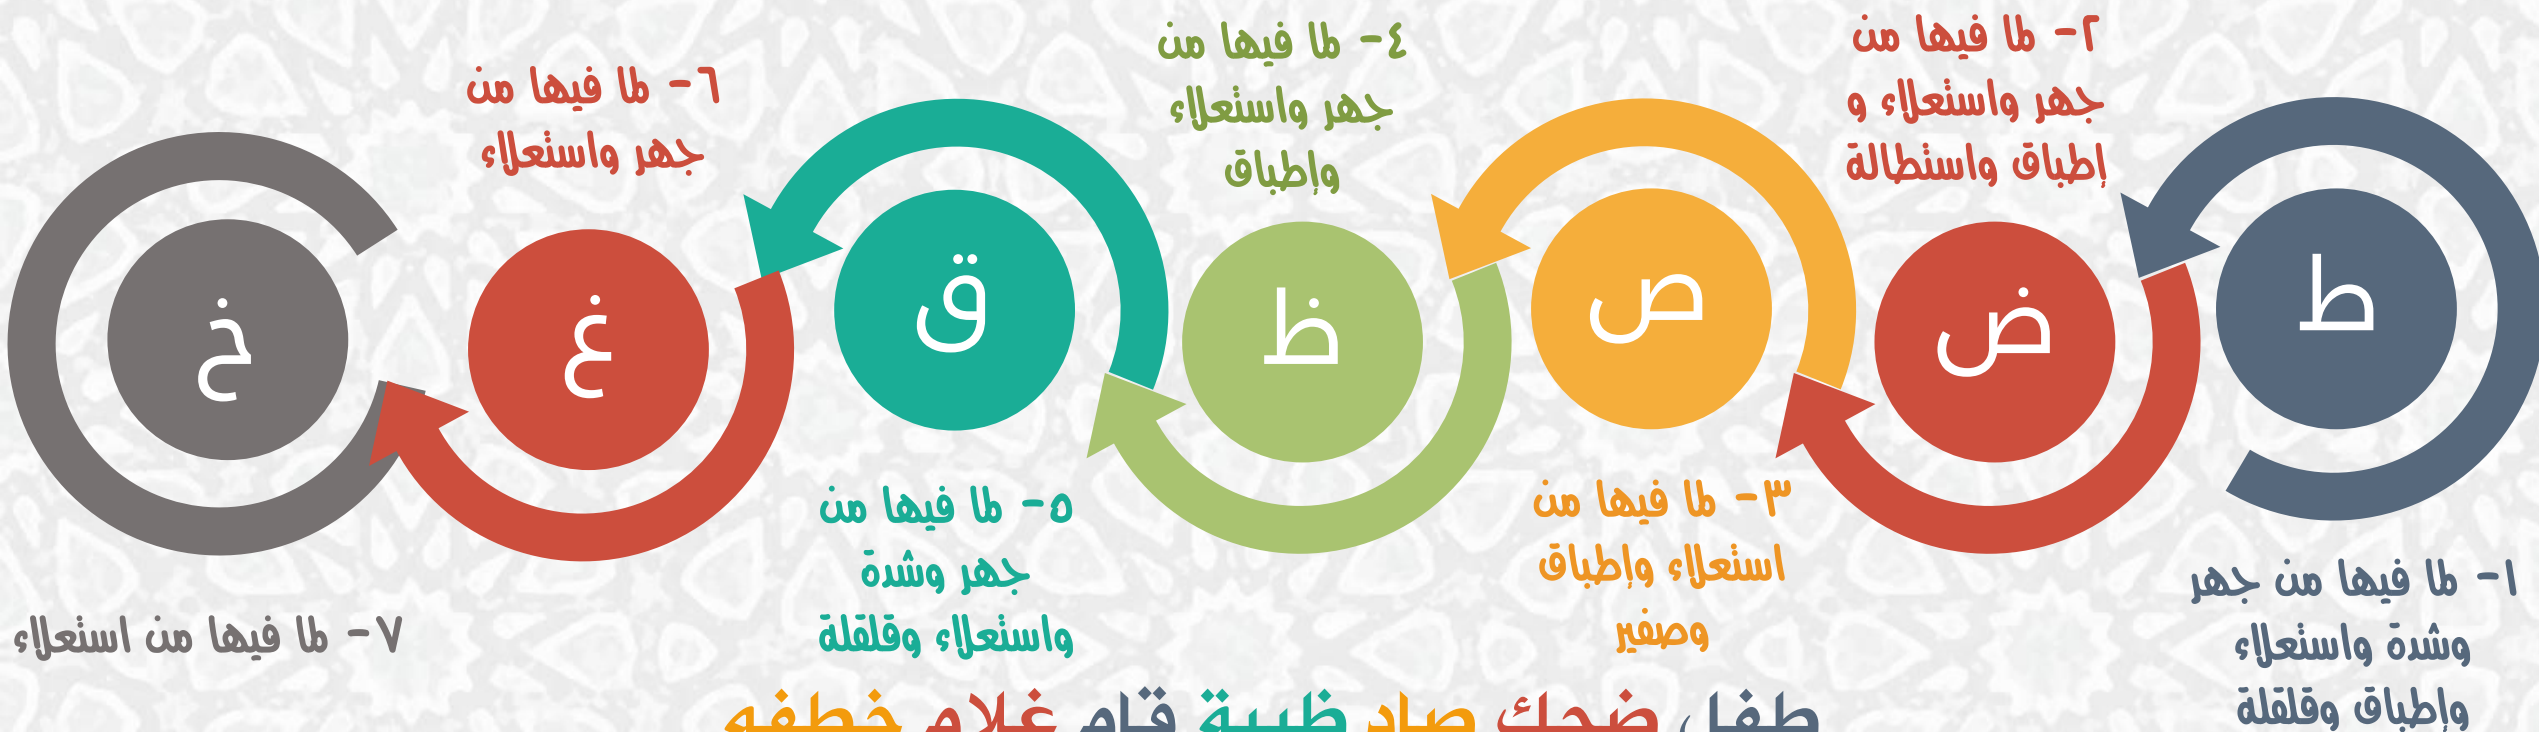 ط
١- لما فيها من جهر
وشدة واستعلاء
وإطباق وقلقلة
٢- لما فيها من
جهر واستعلاء و
إطباق واستطالة
ض
ص
٣- لما فيها من
استعلاء وإطباق
وصفير
٤- لما فيها من
جهر واستعلاء
وإطباق
ظ
ق
٥- لما فيها من
جهر وشدة
واستعلاء وقلقلة
٦- لما فيها من
جهر واستعلاء
غ
خ
٧- لما فيها من استعلاء
طفل ضحك صاد ظبية قام غلام خطفه